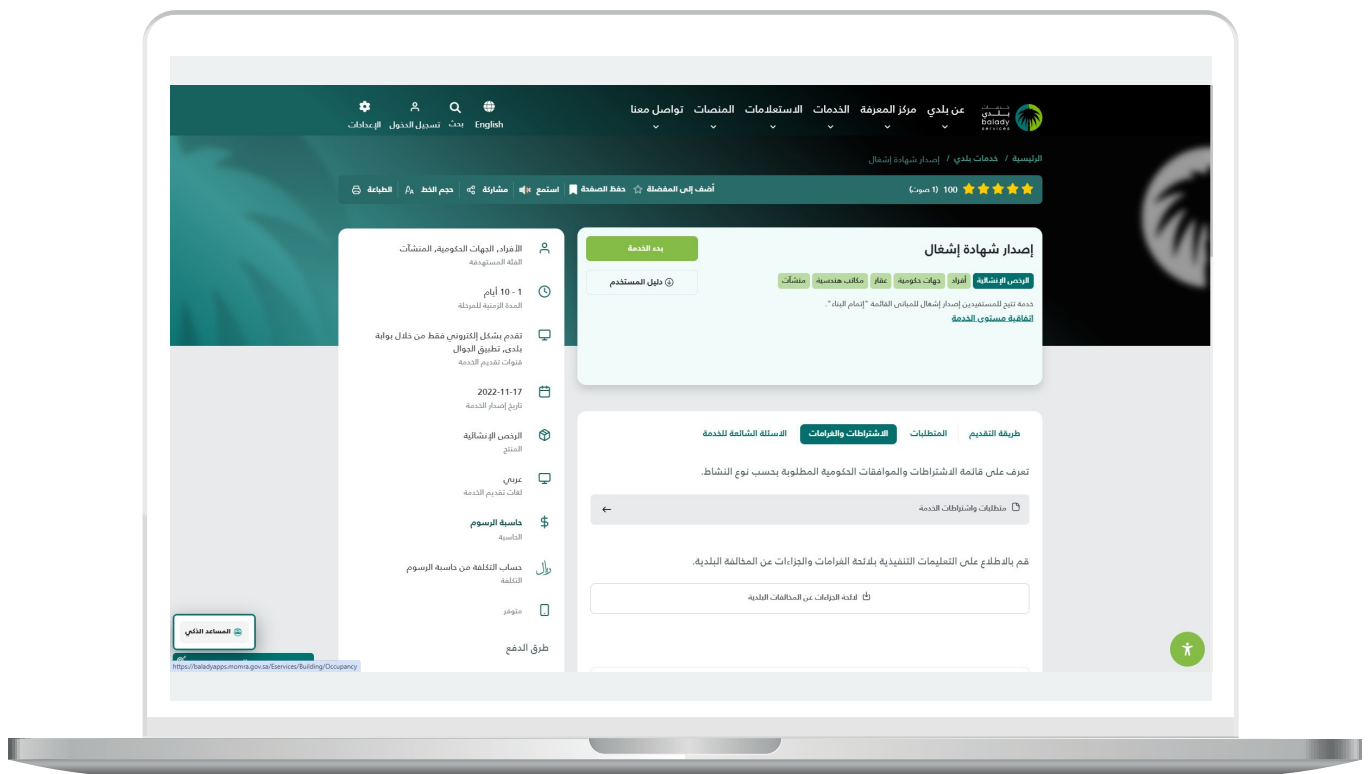 خدمات
بلدي
balady
services
عن بلدي
مركز المعرفة
الخدمات
الاستعلامات
المنصات
تواصل معنا
English
بحث
تسجيل الدخول
الإعدادات
الرئيسية / خدمات بلدي / إصدار شهادة إشغال
100 (1 صوت)
أضف إلى المفضلة
حفظ الصفحة
استمع
مشاركة
حجم الخط
الطباعة
إصدار شهادة إشغال
بدء الخدمة
دليل المستخدم
الرخص الإنشائية
أفراد
جهات حكومية
عقار
مكاتب هندسية
منشآت
خدمة تتيح للمستفيدين إصدار إشغال للمباني القائمة "إتمام البناء".
اتفاقية مستوى الخدمة
طريقة التقديم
المتطلبات
الاشتراطات والغرامات
الاسئلة الشائعة للخدمة
تعرف على قائمة الاشتراطات والموافقات الحكومية المطلوبة بحسب نوع النشاط.
متطلبات واشتراطات الخدمة
قم بالاطلاع على التعليمات التنفيذية بلائحة الغرامات والجزاءات عن المخالفة البلدية.
لائحة الجزاءات عن المخالفات البلدية
الأفراد, الجهات الحكومية, المنشآت
الفئة المستهدفة
1 - 10 أيام
المدة الزمنية للمرحلة
تقدم بشكل إلكتروني فقط من خلال بوابة
بلدي, تطبيق الجوال
قنوات تقديم الخدمة
2022-11-17
تاريخ إصدار الخدمة
الرخص الإنشائية
المنتج
عربي
لغات تقديم الخدمة
حاسبة الرسوم
الحاسبة
ريال
حساب التكلفة من حاسبة الرسوم
التكلفة
متوفر
طرق الدفع
المساعد الذكي
https://baladyapps.momra.gov.sa/Eservices/Building/Occupancy